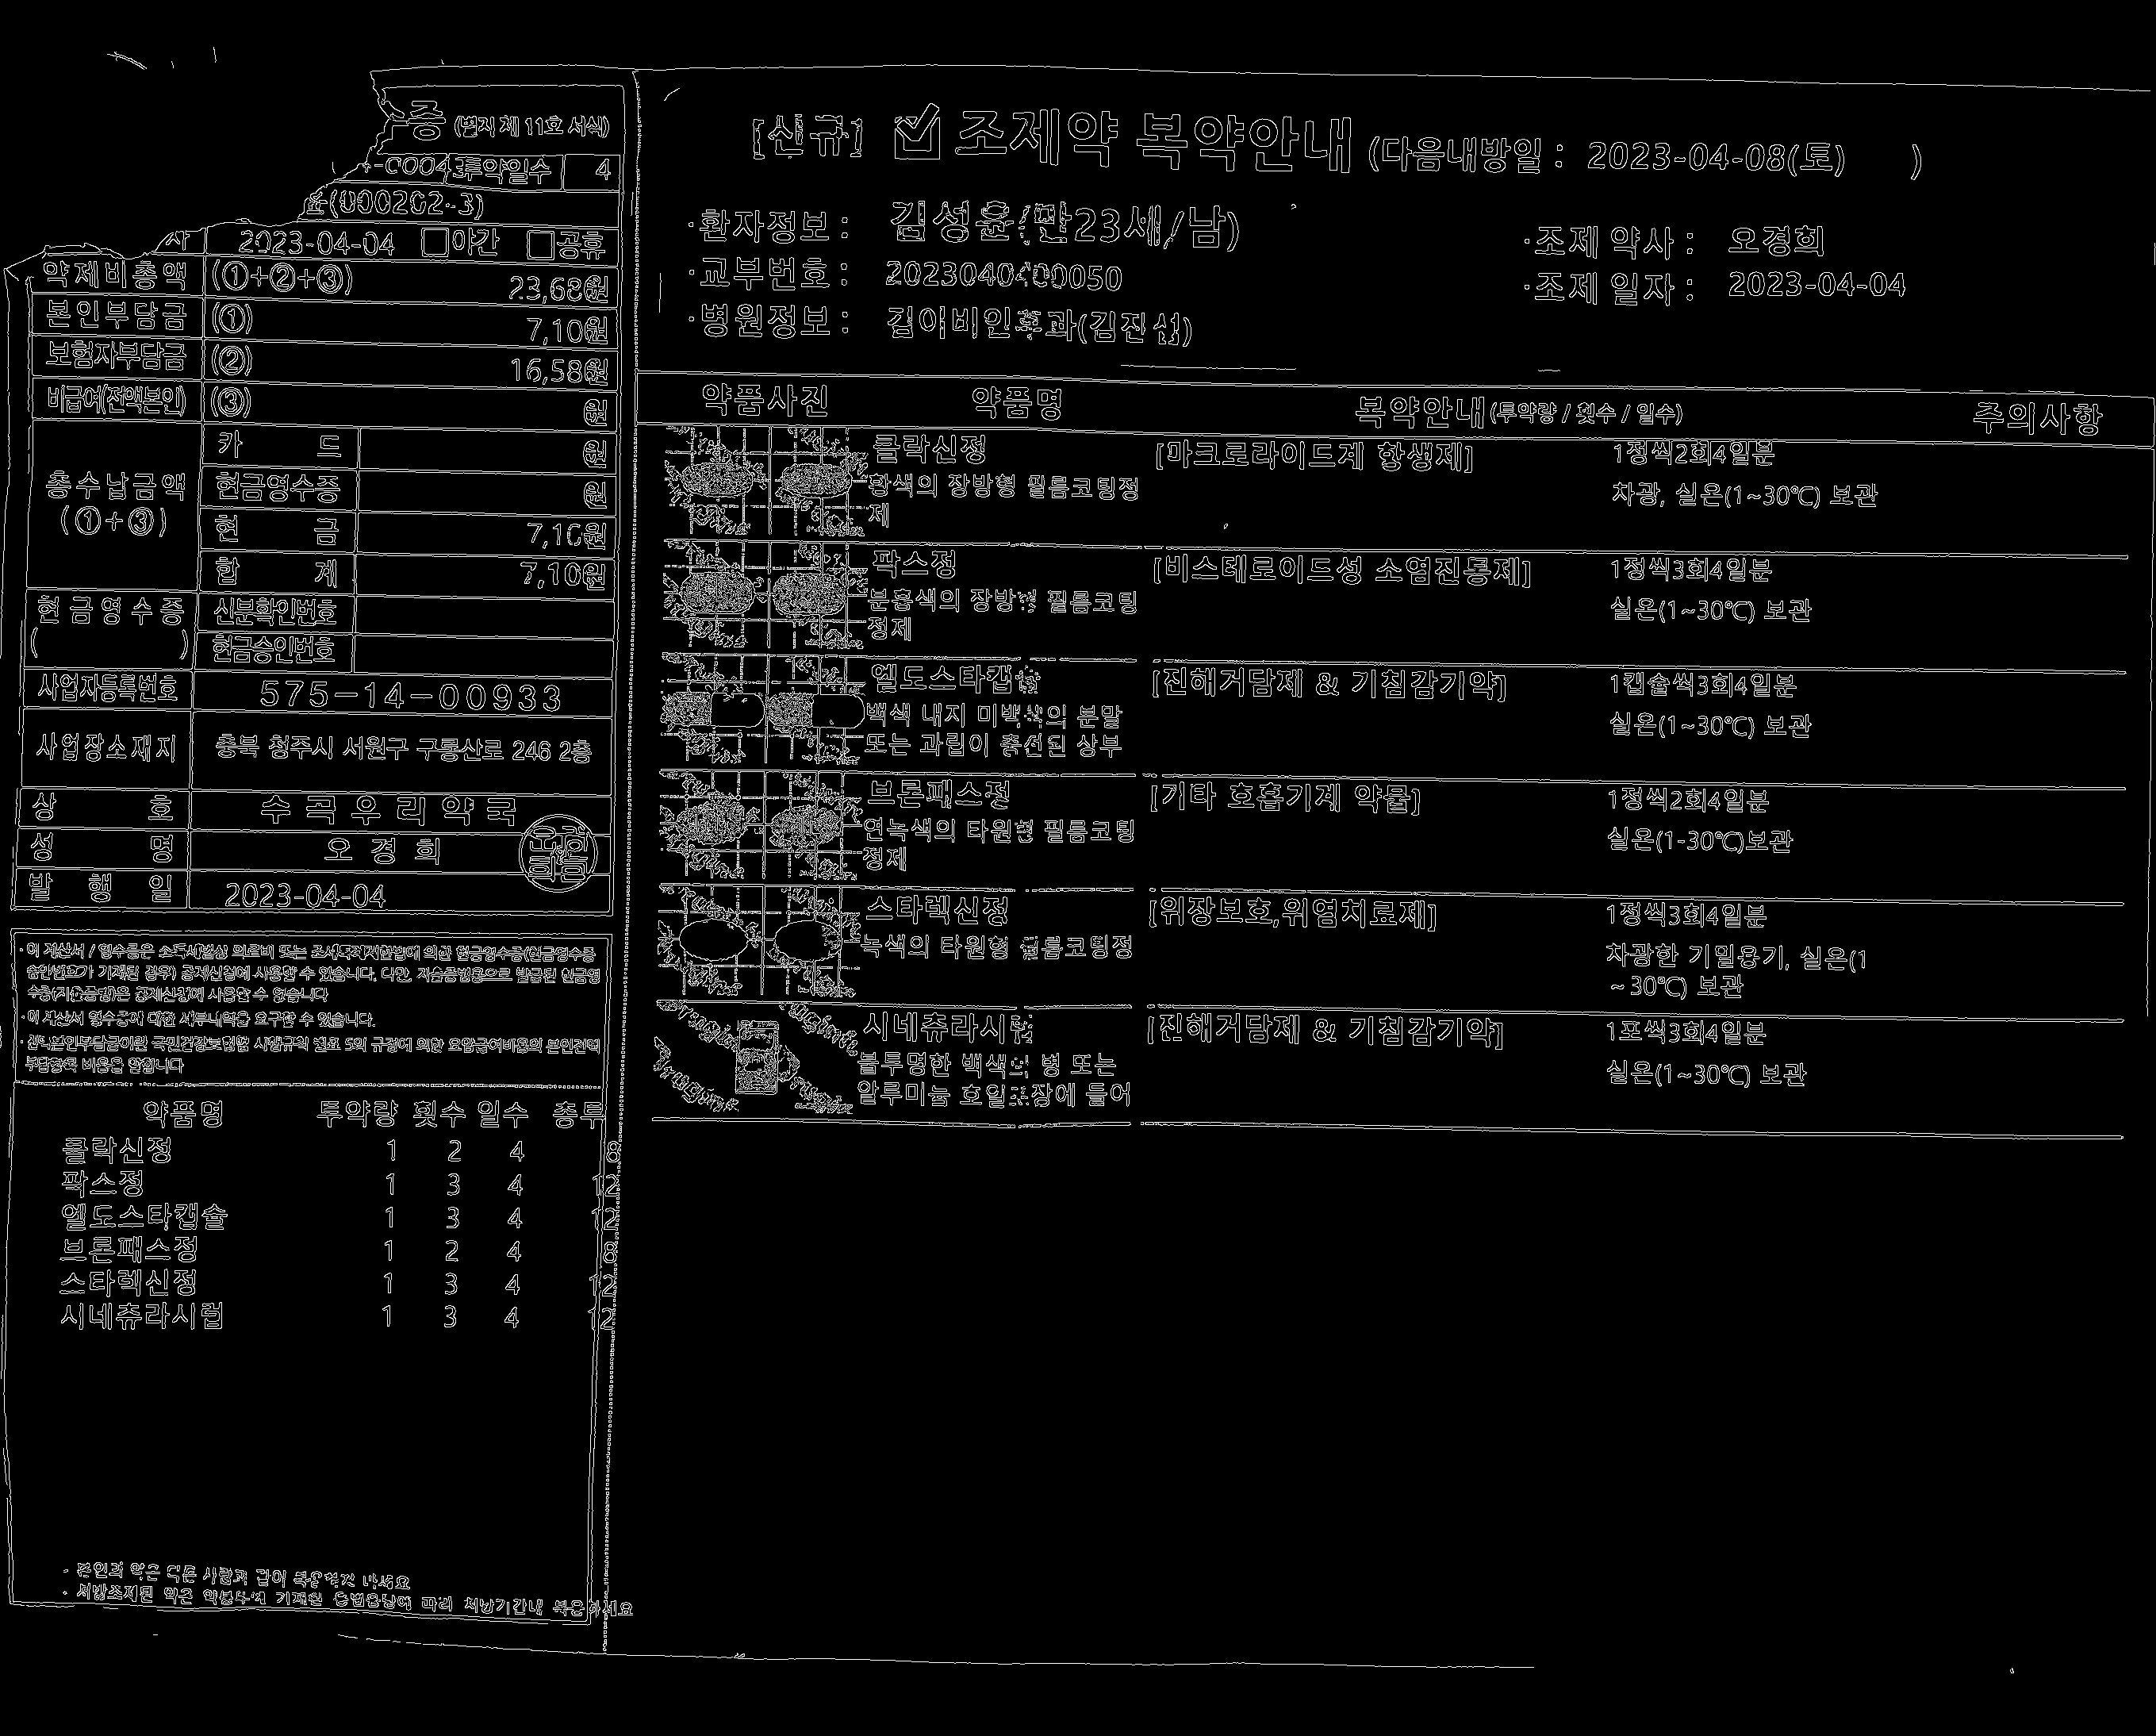 증 (별지 제 11호 서식)
투약일수 4
(000202-3)
2023-04-04 □야간 □공휴
약제비총액 (①+②+③) 23,680원
본인부담금 (①) 7,100원
보험자부담금 (②) 16,580원
비급여(전액본인) (③) 원
총수납금액
(①+③)
카 드 원
현금영수증 원
현 금 7,100원
합 계 7,100원
현금영수증
( )
신분확인번호
현금승인번호
사업자등록번호 575-14-00933
사업장소재지 충북 청주시 서원구 구룡산로 246 2층
상 호 수곡우리약국
성 명 오경희
발 행 일 2023-04-04
· 이 계산서 / 영수증은 소득세법상 의료비 또는 조세특례제한법에 의한 현금영수증(현금영수증
승인번호가 기재된 경우) 공제신청에 사용할 수 있습니다. 다만, 지출증빙용으로 발급된 현금영
수증(지출증빙)은 공제신청에 사용할 수 없습니다
· 이 계산서 영수증에 대한 세부내역을 요구할 수 있습니다.
· 전액본인부담금이란 국민건강보험법 시행규칙 별표 5의 규정에 의한 요양급여비용의 본인전액
부담항목 비용을 말합니다
약품명 투약량 횟수 일수 총투
클락신정 1 2 4 8
팍스정 1 3 4 12
엘도스타캡슐 1 3 4 12
브론패스정 1 2 4 8
스타렉신정 1 3 4 12
시네츄라시럽 1 3 4 12
· 본인의 약은 다른 사람과 같이 복용하지 마세요
· 처방조제된 약은 약봉투에 기재된 용법용량에 따라 처방기간내 복용하세요
[신규] 조제약 복약안내 (다음내방일 : 2023-04-08(토) )
·환자정보 : 김성윤(만23세/남)
·교부번호 : 2023040400050
·병원정보 : 김이비인후과(김진성)
·조제 약사 : 오경희
·조제 일자 : 2023-04-04
약품사진 약품명 복약안내(투약량 / 횟수 / 일수) 주의사항
클락신정 [마크로라이드계 항생제] 1정씩2회4일분
황색의 장방형 필름코팅정 차광, 실온(1~30℃) 보관
제
팍스정 [비스테로이드성 소염진통제] 1정씩3회4일분
분홍색의 장방형 필름코팅 실온(1~30℃) 보관
정제
엘도스타캡슐 [진해거담제 & 기침감기약] 1캡슐씩3회4일분
백색 내지 미백색의 분말 실온(1~30℃) 보관
또는 과립이 충전된 상부
브론패스정 [기타 호흡기계 약물] 1정씩2회4일분
연녹색의 타원형 필름코팅 실온(1-30℃)보관
정제
스타렉신정 [위장보호,위염치료제] 1정씩3회4일분
녹색의 타원형 필름코팅정 차광한 기밀용기, 실온(1
~30℃) 보관
시네츄라시럽 [진해거담제 & 기침감기약] 1포씩3회4일분
불투명한 백색의 병 또는 실온(1~30℃) 보관
알루미늄 호일포장에 들어